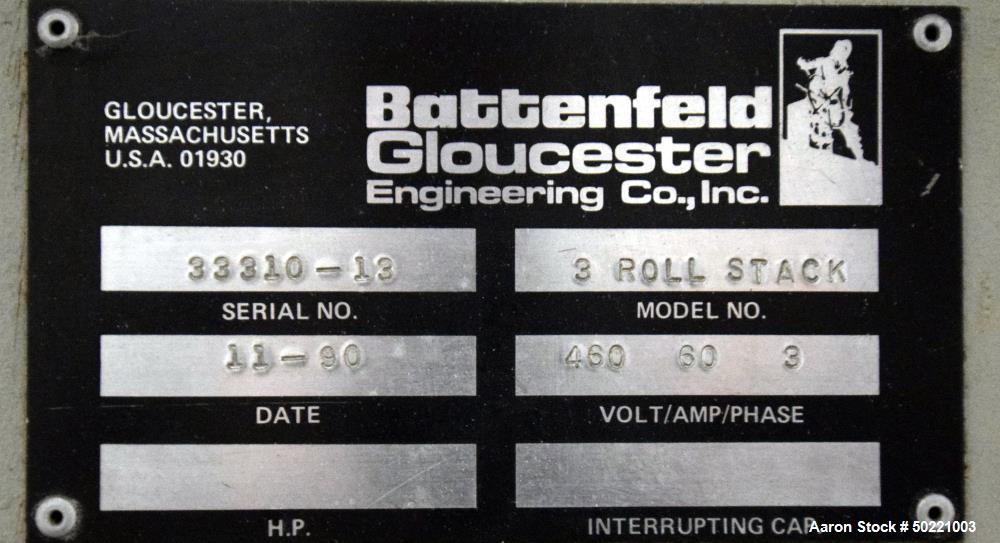 GLOUCESTER,
MASSACHUSETTS
U.S.A. 01930
Battenfeld
Gloucester
Engineering Co., Inc.
33310-13
SERIAL NO.
3 ROLL STACK
MODEL NO.
11-90
DATE
460 60 3
VOLT/AMP/PHASE
H.P.
INTERRUPTING CAP
Aaron Stock # 50221003